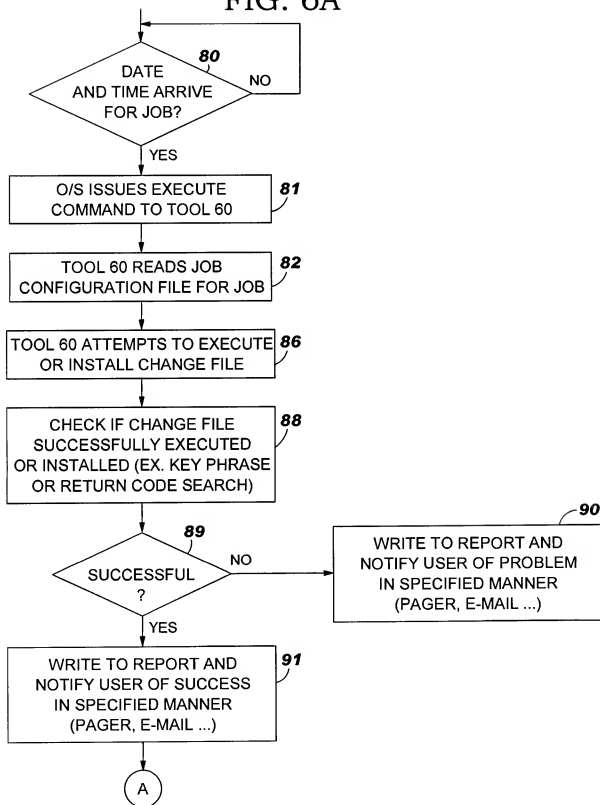 FIG. 6A
80
DATE
AND TIME ARRIVE
FOR JOB?
NO
YES
O/S ISSUES EXECUTE
COMMAND TO TOOL 60
81
TOOL 60 READS JOB
CONFIGURATION FILE FOR JOB
82
TOOL 60 ATTEMPTS TO EXECUTE
OR INSTALL CHANGE FILE
86
CHECK IF CHANGE FILE
SUCCESSFULLY EXECUTED
OR INSTALLED (EX. KEY PHRASE
OR RETURN CODE SEARCH)
88
89
SUCCESSFUL
?
NO
YES
90
WRITE TO REPORT AND
NOTIFY USER OF PROBLEM
IN SPECIFIED MANNER
(PAGER, E-MAIL ...)
WRITE TO REPORT AND
NOTIFY USER OF SUCCESS
IN SPECIFIED MANNER
(PAGER, E-MAIL ...)
91
A